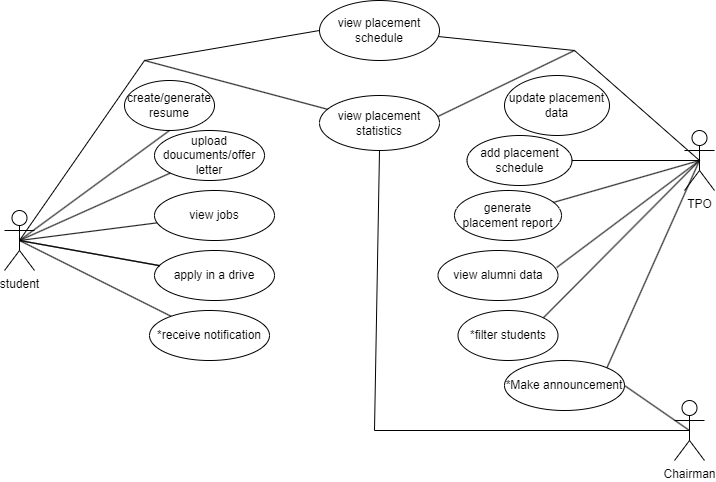 view placement
schedule
create/generate
resume
view placement
statistics
update placement
data
upload
doucuments/offer
letter
add placement
schedule
TPO
view jobs
generate
placement report
student
apply in a drive
view alumni data
*receive notification
*filter students
*Make announcement
Chairman